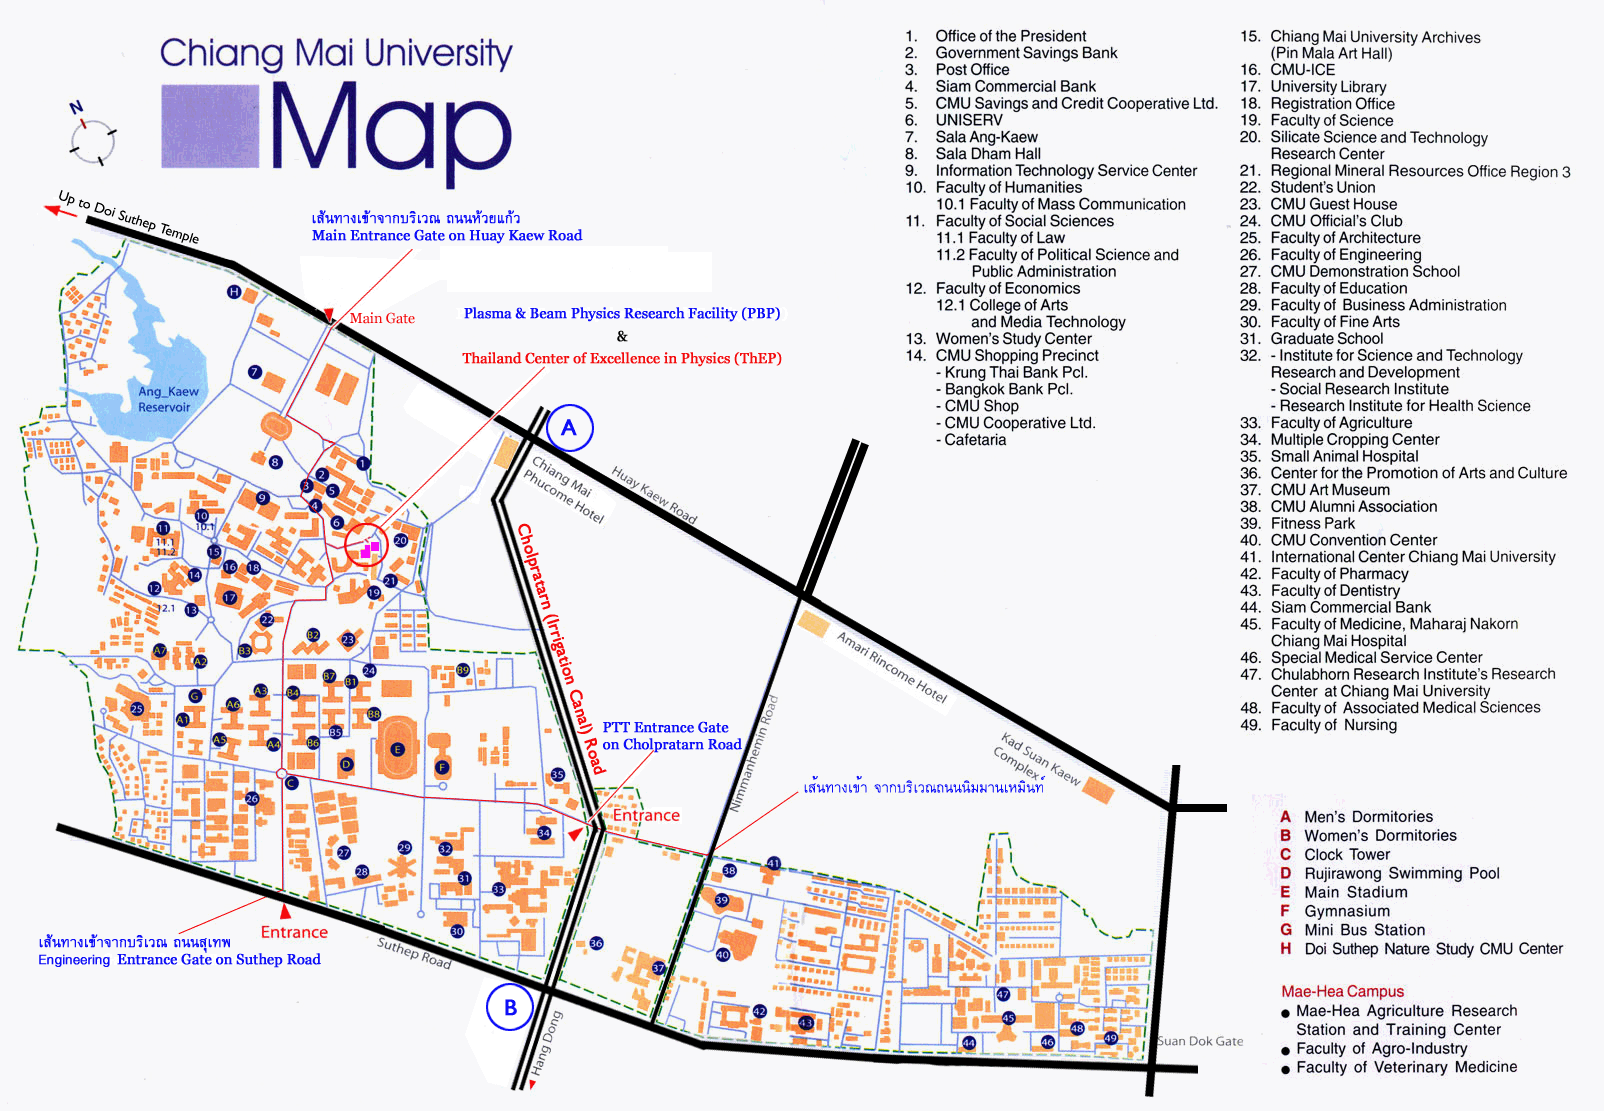 Chiang Mai University
Map
N
Up to Doi Suthep Temple
เส้นทางเข้าจากบริเวณ ถนนห้วยแก้ว
Main Entrance Gate on Huay Kaew Road
Main Gate
Plasma & Beam Physics Research Facility (PBP)
&
Thailand Center of Excellence in Physics (ThEP)
Ang_Kaew
Reservoir
A
Chiang Mai
Phucome Hotel
Huay Kaew Road
Cholpratarn (Irrigation Canal) Road
Amari Rincome Hotel
Nimmanhemin Road
Kad Suan Kaew
Complex
PTT Entrance Gate
on Cholpratarn Road
เส้นทางเข้า จากบริเวณถนนนิมมานเหมินท์
Entrance
เส้นทางเข้าจากบริเวณ ถนนสุเทพ
Engineering Entrance Gate on Suthep Road
Entrance
Suthep Road
B
Hang Dong
Suan Dok Gate
H
7
8
1
2
3
5
4
9
6
10
10.1
11
11.1
11.2
15
20
16
18
14
21
12
12.1
13
17
19
22
B2
23
B3
A7
A2
24
B9
B7
B1
G
A3
B4
A6
25
A1
B8
B5
A5
A4
B6
E
D
F
C
35
26
34
27
29
32
28
31
33
30
36
37
38
41
39
40
42
43
47
45
44
46
48
49
1. Office of the President
2. Government Savings Bank
3. Post Office
4. Siam Commercial Bank
5. CMU Savings and Credit Cooperative Ltd.
6. UNISERV
7. Sala Ang-Kaew
8. Sala Dham Hall
9. Information Technology Service Center
10. Faculty of Humanities
10.1 Faculty of Mass Communication
11. Faculty of Social Sciences
11.1 Faculty of Law
11.2 Faculty of Political Science and
Public Administration
12. Faculty of Economics
12.1 College of Arts
and Media Technology
13. Women's Study Center
14. CMU Shopping Precinct
- Krung Thai Bank Pcl.
- Bangkok Bank Pcl.
- CMU Shop
- CMU Cooperative Ltd.
- Cafetaria
15. Chiang Mai University Archives
(Pin Mala Art Hall)
16. CMU-ICE
17. University Library
18. Registration Office
19. Faculty of Science
20. Silicate Science and Technology
Research Center
21. Regional Mineral Resources Office Region 3
22. Student's Union
23. CMU Guest House
24. CMU Official's Club
25. Faculty of Architecture
26. Faculty of Engineering
27. CMU Demonstration School
28. Faculty of Education
29. Faculty of Business Administration
30. Faculty of Fine Arts
31. Graduate School
32. - Institute for Science and Technology
Research and Development
- Social Research Institute
- Research Institute for Health Science
33. Faculty of Agriculture
34. Multiple Cropping Center
35. Small Animal Hospital
36. Center for the Promotion of Arts and Culture
37. CMU Art Museum
38. CMU Alumni Association
39. Fitness Park
40. CMU Convention Center
41. International Center Chiang Mai University
42. Faculty of Pharmacy
43. Faculty of Dentistry
44. Siam Commercial Bank
45. Faculty of Medicine, Maharaj Nakorn
Chiang Mai Hospital
46. Special Medical Service Center
47. Chulabhorn Research Institute's Research
Center at Chiang Mai University
48. Faculty of Associated Medical Sciences
49. Faculty of Nursing
A Men's Dormitories
B Women's Dormitories
C Clock Tower
D Rujirawong Swimming Pool
E Main Stadium
F Gymnasium
G Mini Bus Station
H Doi Suthep Nature Study CMU Center
Mae-Hea Campus
● Mae-Hea Agriculture Research
Station and Training Center
● Faculty of Agro-Industry
● Faculty of Veterinary Medicine